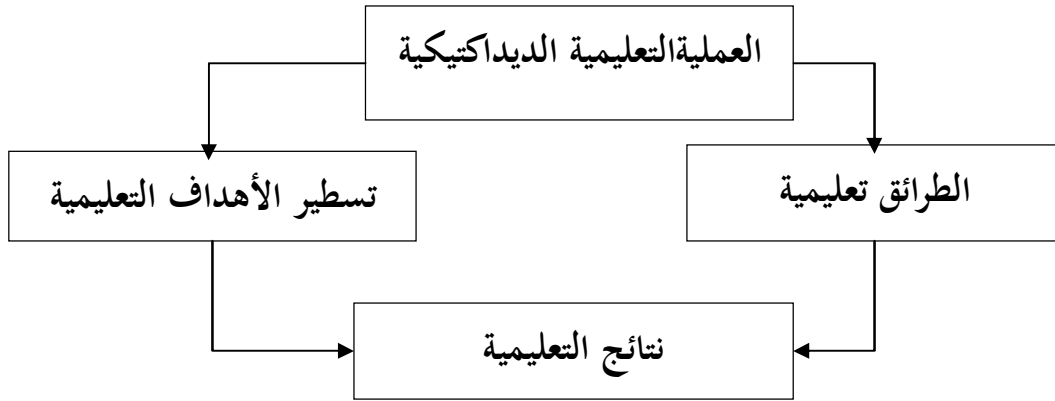 العمليةالتعليمية الديداكتيكية
الطرائق تعليمية
تسطير الأهداف التعليمية
نتائج التعليمية